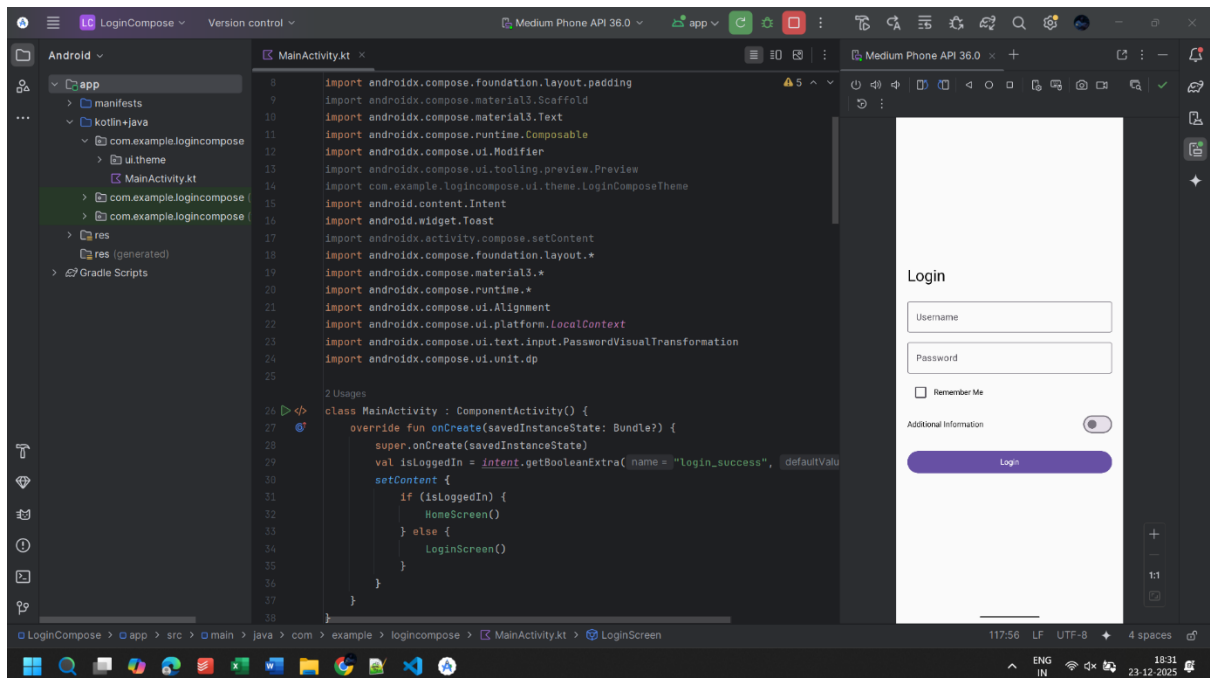 LC LoginCompose Version control Medium Phone API 36.0 app
Android
MainActivity.kt
Medium Phone API 36.0
app
manifests
kotlin+java
com.example.logincompose
ui.theme
MainActivity.kt
com.example.logincompose (
com.example.logincompose (
res
res (generated)
Gradle Scripts
5
8 import androidx.compose.foundation.layout.padding
9 import androidx.compose.material3.Scaffold
10 import androidx.compose.material3.Text
11 import androidx.compose.runtime.Composable
12 import androidx.compose.ui.Modifier
13 import androidx.compose.ui.tooling.preview.Preview
14 import com.example.logincompose.ui.theme.LoginComposeTheme
15 import android.content.Intent
16 import android.widget.Toast
17 import androidx.activity.compose.setContent
18 import androidx.compose.foundation.layout.*
19 import androidx.compose.material3.*
20 import androidx.compose.runtime.*
21 import androidx.compose.ui.Alignment
22 import androidx.compose.ui.platform.LocalContext
23 import androidx.compose.ui.text.input.PasswordVisualTransformation
24 import androidx.compose.ui.unit.dp
25
2 Usages
26 class MainActivity : ComponentActivity() {
27 override fun onCreate(savedInstanceState: Bundle?) {
28 super.onCreate(savedInstanceState)
29 val isLoggedIn = intent.getBooleanExtra( name = "login_success", defaultValu
30 setContent {
31 if (isLoggedIn) {
32 HomeScreen()
33 } else {
34 LoginScreen()
35 }
36 }
37 }
38 }
Login
Username
Password
Remember Me
Additional Information
Login
1:1
LoginCompose > app > src > main > java > com > example > logincompose > MainActivity.kt > LoginScreen
117:56 LF UTF-8 4 spaces
ENG
IN
18:31
23-12-2025